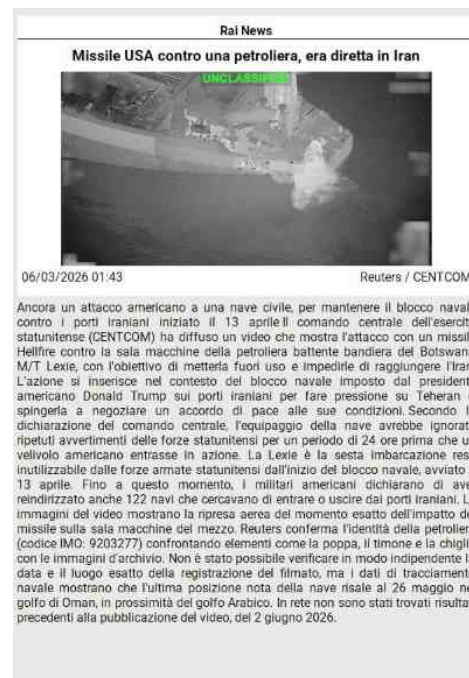 Rai News
Missile USA contro una petroliera, era diretta in Iran
UNCLASSIFIED
06/03/2026 01:43
Reuters / CENTCOM
Ancora un attacco americano a una nave civile, per mantenere il blocco naval
contro i porti iraniani iniziato il 13 aprile Il comando centrale dell'esercit
statunitense (CENTCOM) ha diffuso un video che mostra l'attacco con un missil
Hellfire contro la sala macchine della petroliera battente bandiera del Botswan
M/T Lexie, con l'obiettivo di metterla fuori uso e impedirle di raggiungere l'Iran
L'azione si inserisce nel contesto del blocco navale imposto dal president
americano Donald Trump sui porti iraniani per fare pressione su Teheran
spingerla a negoziare un accordo di pace alle sue condizioni. Secondo l
dichiarazione del comando centrale, l'equipaggio della nave avrebbe ignorat
ripetuti avvertimenti delle forze statunitensi per un periodo di 24 ore prima che u
velivolo americano entrasse in azione. La Lexie è la sesta imbarcazione res
inutilizzabile dalle forze armate statunitensi dall'inizio del blocco navale, avviato
13 aprile. Fino a questo momento, i militari americani dichiarano di ave
reindirizzato anche 122 navi che cercavano di entrare o uscire dai porti iraniani. L
immagini del video mostrano la ripresa aerea del momento esatto dell'impatto de
missile sulla sala macchine del mezzo. Reuters conferma l'identità della petrolier
(codice IMO: 9203277) confrontando elementi come la poppa, il timone e la chigli
con le immagini d'archivio. Non è stato possibile verificare in modo indipendente l
data e il luogo esatto della registrazione del filmato, ma i dati di tracciament
navale mostrano che l'ultima posizione nota della nave risale al 26 maggio ne
golfo di Oman, in prossimità del golfo Arabico. In rete non sono stati trovati risulta
precedenti alla pubblicazione del video, del 2 giugno 2026.